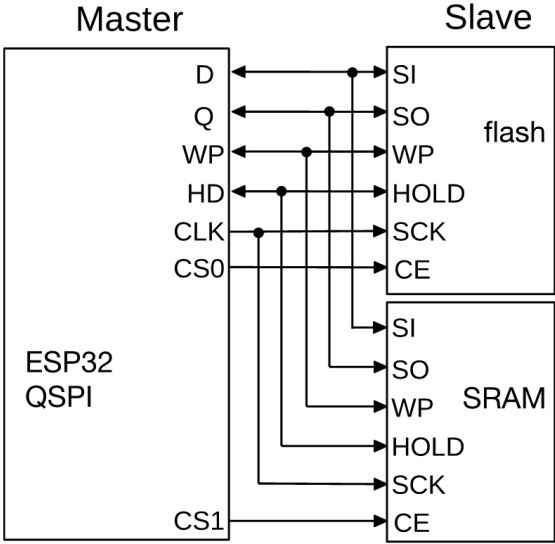 Master
Slave
D
Q
WP
HD
CLK
CS0
ESP32
QSPI
CS1
SI
SO
WP
HOLD
SCK
CE
flash
SI
SO
WP
HOLD
SCK
CE
SRAM